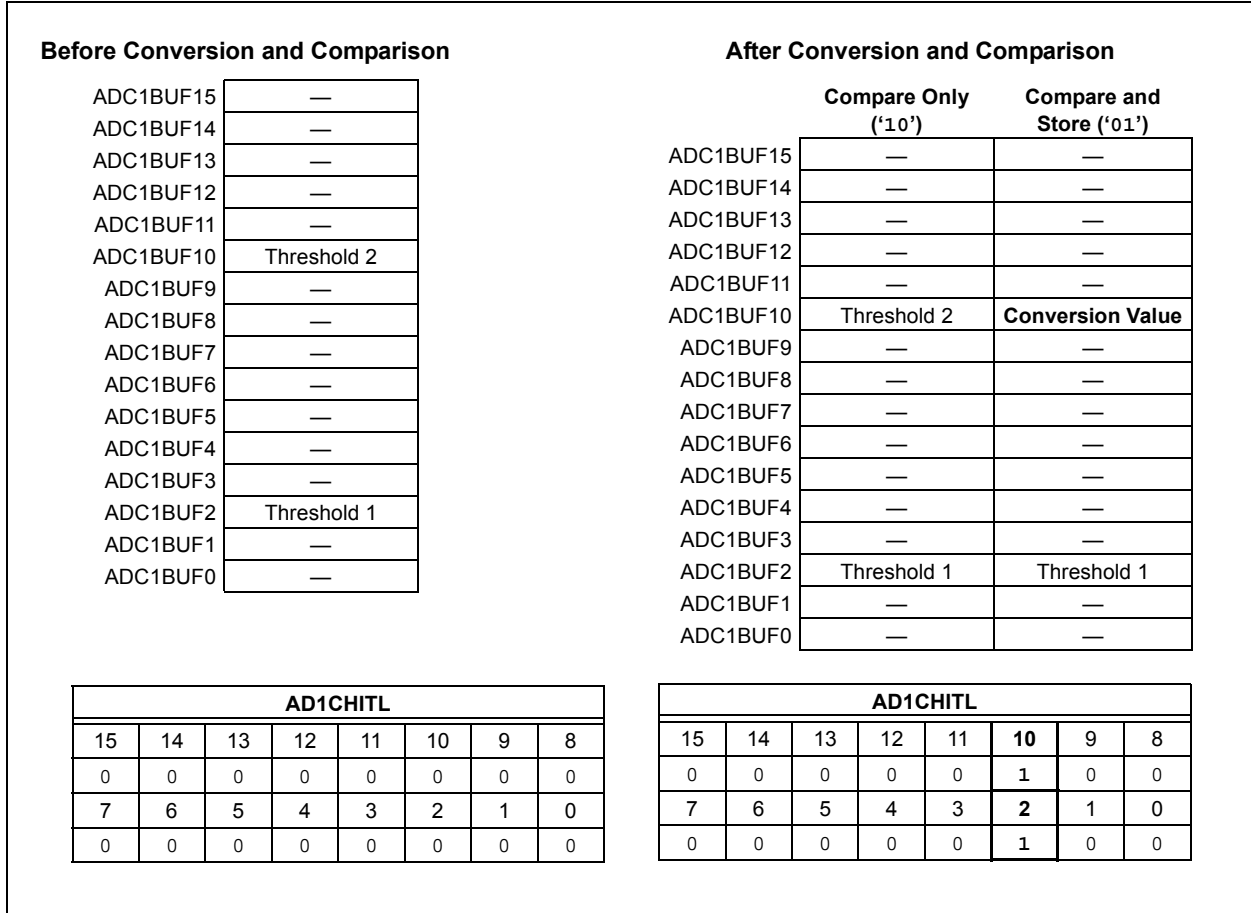 Before Conversion and Comparison
ADC1BUF15 —
ADC1BUF14 —
ADC1BUF13 —
ADC1BUF12 —
ADC1BUF11 —
ADC1BUF10 Threshold 2
ADC1BUF9 —
ADC1BUF8 —
ADC1BUF7 —
ADC1BUF6 —
ADC1BUF5 —
ADC1BUF4 —
ADC1BUF3 —
ADC1BUF2 Threshold 1
ADC1BUF1 —
ADC1BUF0 —
AD1CHITL
15 14 13 12 11 10 9 8
0 0 0 0 0 0 0 0
7 6 5 4 3 2 1 0
0 0 0 0 0 0 0 0
After Conversion and Comparison
Compare Only
('10')
Compare and
Store ('01')
ADC1BUF15 — —
ADC1BUF14 — —
ADC1BUF13 — —
ADC1BUF12 — —
ADC1BUF11 — —
ADC1BUF10 Threshold 2 Conversion Value
ADC1BUF9 — —
ADC1BUF8 — —
ADC1BUF7 — —
ADC1BUF6 — —
ADC1BUF5 — —
ADC1BUF4 — —
ADC1BUF3 — —
ADC1BUF2 Threshold 1 Threshold 1
ADC1BUF1 — —
ADC1BUF0 — —
AD1CHITL
15 14 13 12 11 10 9 8
0 0 0 0 0 1 0 0
7 6 5 4 3 2 1 0
0 0 0 0 0 1 0 0